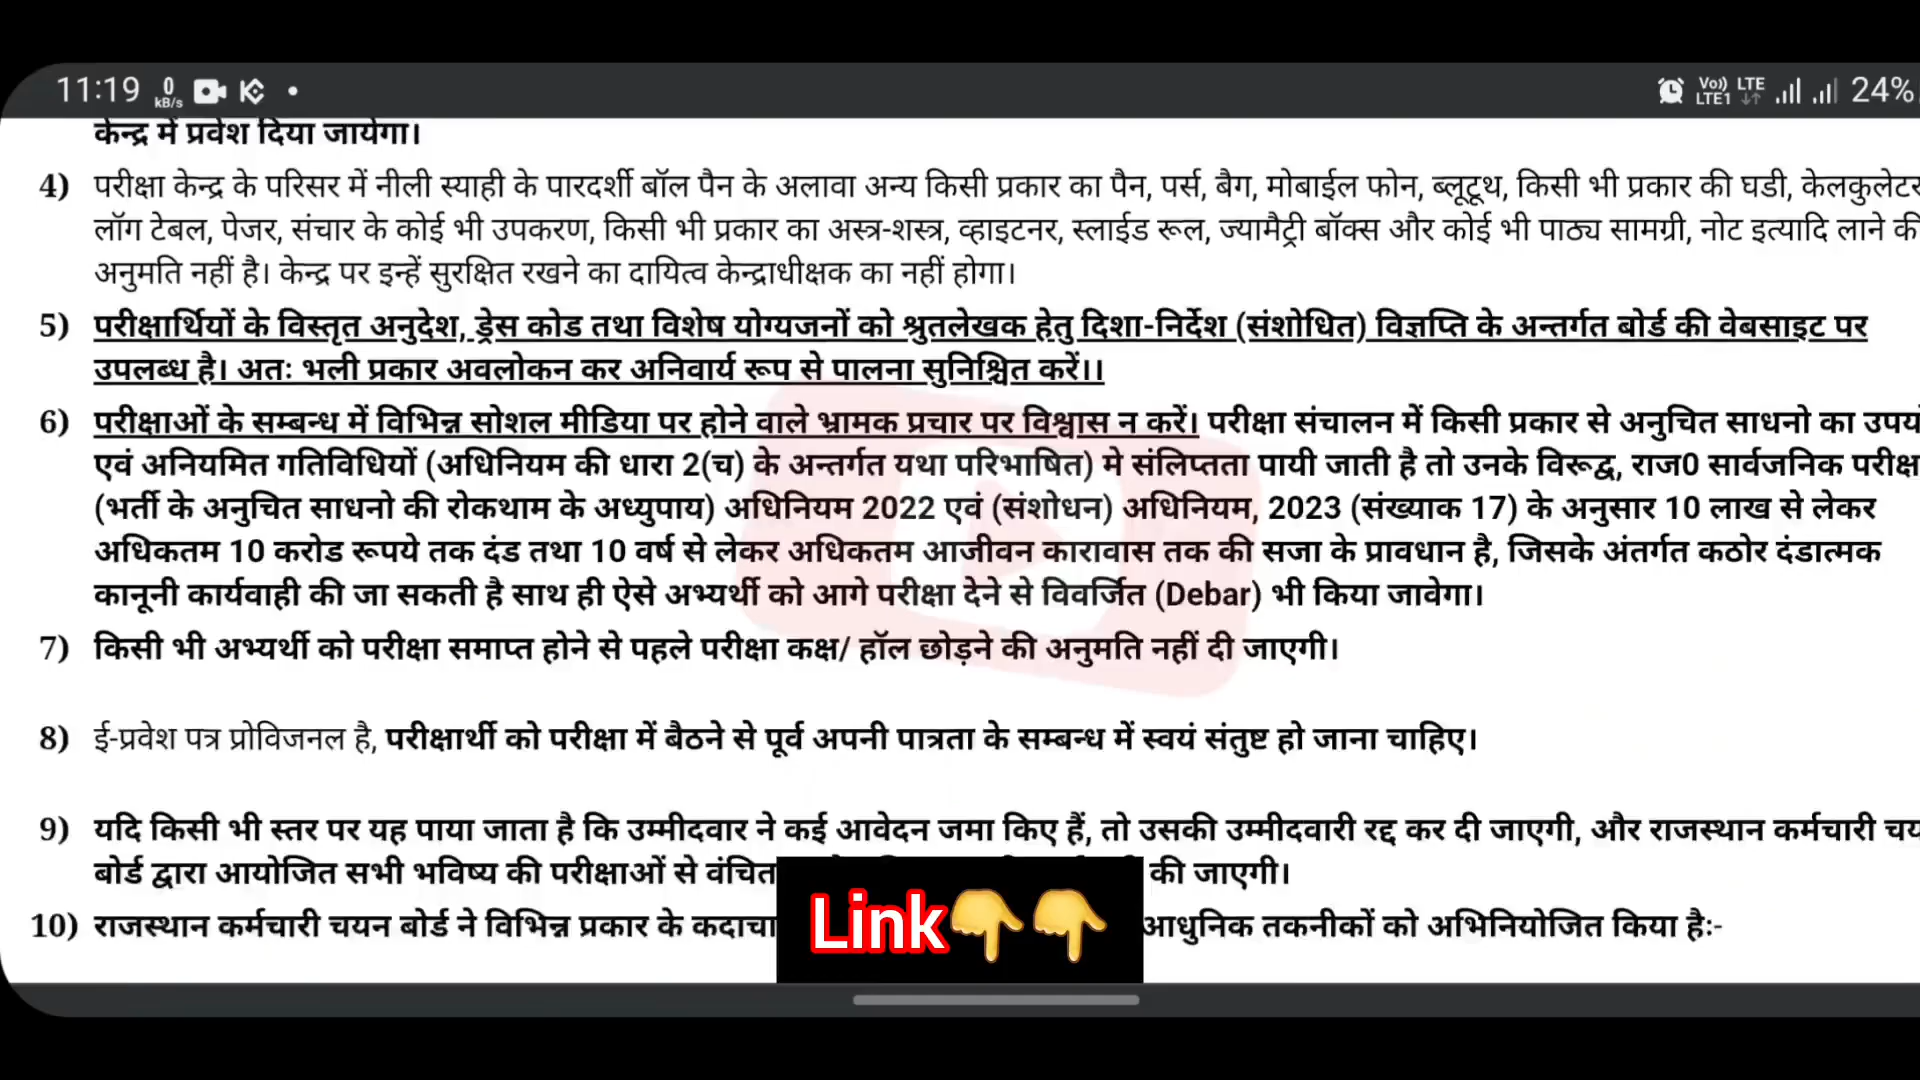 11:19 0 kB/s Vo)) LTE1 LTE 24%
केन्द्र में प्रवेश दिया जायेगा।
4) परीक्षा केन्द्र के परिसर में नीली स्याही के पारदर्शी बॉल पैन के अलावा अन्य किसी प्रकार का पैन, पर्स, बैग, मोबाईल फोन, ब्लूटूथ, किसी भी प्रकार की घडी, केलकुलेटर
लॉग टेबल, पेजर, संचार के कोई भी उपकरण, किसी भी प्रकार का अस्त्र-शस्त्र, व्हाइटनर, स्लाईड रूल, ज्यामैट्री बॉक्स और कोई भी पाठ्य सामग्री, नोट इत्यादि लाने की
अनुमति नहीं है। केन्द्र पर इन्हें सुरक्षित रखने का दायित्व केन्द्राधीक्षक का नहीं होगा।
5) परीक्षार्थियों के विस्तृत अनुदेश, ड्रेस कोड तथा विशेष योग्यजनों को श्रुतलेखक हेतु दिशा-निर्देश (संशोधित) विज्ञप्ति के अन्तर्गत बोर्ड की वेबसाइट पर
उपलब्ध है। अतः भली प्रकार अवलोकन कर अनिवार्य रूप से पालना सुनिश्चित करें।।
6) परीक्षाओं के सम्बन्ध में विभिन्न सोशल मीडिया पर होने वाले भ्रामक प्रचार पर विश्वास न करें। परीक्षा संचालन में किसी प्रकार से अनुचित साधनो का
एवं अनियमित गतिविधियों (अधिनियम की धारा 2(च) के अन्तर्गत यथा परिभाषित) मे संलिप्तता पायी जाती है तो उनके विरूद्व, राज0 सार्वजनिक
(भर्ती के अनुचित साधनो की रोकथाम के अध्युपाय) अधिनियम 2022 एवं (संशोधन) अधिनियम, 2023 (संख्याक 17) के अनुसार 10 लाख से लेकर
अधिकतम 10 करोड रूपये तक दंड तथा 10 वर्ष से लेकर अधिकतम आजीवन कारावास तक की सजा के प्रावधान है, जिसके अंतर्गत कठोर दंडात्मक
कानूनी कार्यवाही की जा सकती है साथ ही ऐसे अभ्यर्थी को आगे परीक्षा देने से विवर्जित (Debar) भी किया जावेगा।
7) किसी भी अभ्यर्थी को परीक्षा समाप्त होने से पहले परीक्षा कक्ष/ हॉल छोड़ने की अनुमति नहीं दी जाएगी।
8) ई-प्रवेश पत्र प्रोविजनल है, परीक्षार्थी को परीक्षा में बैठने से पूर्व अपनी पात्रता के सम्बन्ध में स्वयं संतुष्ट हो जाना चाहिए।
9) यदि किसी भी स्तर पर यह पाया जाता है कि उम्मीदवार ने कई आवेदन जमा किए हैं, तो उसकी उम्मीदवारी रद्द कर दी जाएगी, और राजस्थान कर्मचारी
बोर्ड द्वारा आयोजित सभी भविष्य की परीक्षाओं से वंचित की जाएगी।
10) राजस्थान कर्मचारी चयन बोर्ड ने विभिन्न प्रकार के आधुनिक तकनीकों को अभिनियोजित किया है:-
Link